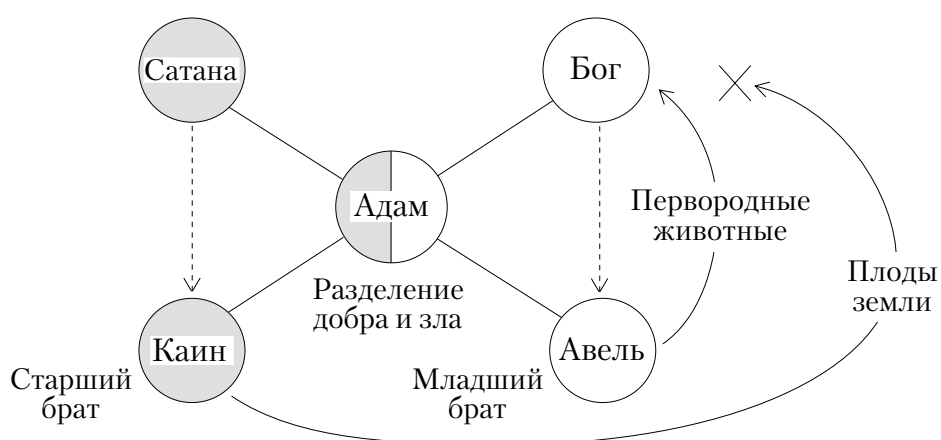 Сатана
Бог
Адам
Первородные
животные
Разделение
добра и зла
Плоды
земли
Каин
Авель
Старший
брат
Младший
брат